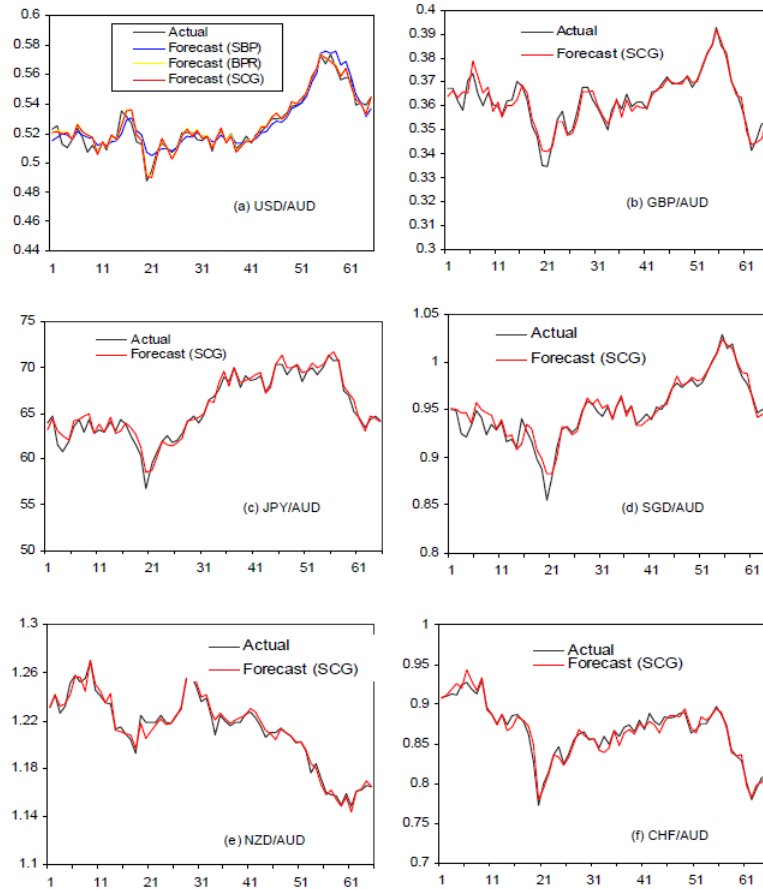 0.6
0.58
0.56
0.54
0.52
0.5
0.48
0.46
0.44
Actual
Forecast (SBP)
Forecast (BPR)
Forecast (SCG)
(a) USD/AUD
1 11 21 31 41 51 61
0.4
0.39
0.38
0.37
0.36
0.35
0.34
0.33
0.32
0.31
0.3
Actual
Forecast (SCG)
(b) GBP/AUD
1 11 21 31 41 51 61
75
70
65
60
55
50
Actual
Forecast (SCG)
(c) JPY/AUD
1 11 21 31 41 51 61
1.05
1
0.95
0.9
0.85
0.8
Actual
Forecast (SCG)
(d) SGD/AUD
1 11 21 31 41 51 61
1.3
1.26
1.22
1.18
1.14
1.1
Actual
Forecast (SCG)
(e) NZD/AUD
1 11 21 31 41 51 61
1
0.95
0.9
0.85
0.8
0.75
0.7
Actual
Forecast (SCG)
(f) CHF/AUD
1 11 21 31 41 51 61